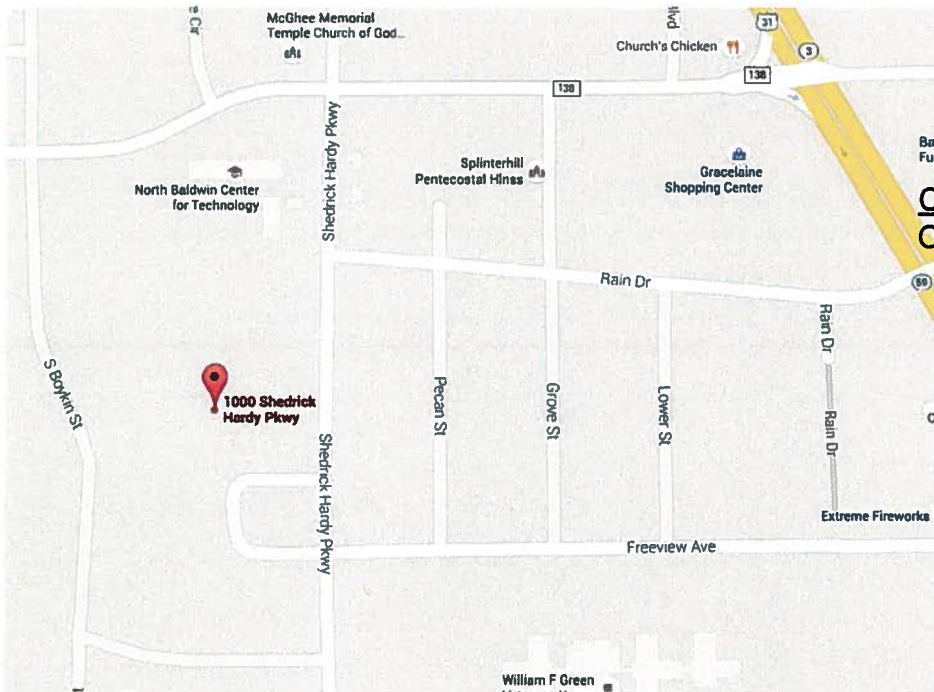 McGhee Memorial
Temple Church of God...
Church's Chicken
31
3
138
138
Shedrick Hardy Pkwy
North Baldwin Center
for Technology
Splinterhill
Pentecostal Hlnss
Gracelaine
Shopping Center
Rain Dr
59
Rain Dr
S Boykin St
1000 Shedrick
Hardy Pkwy
Pecan St
Grove St
Lower St
Rain Dr
Shedrick Hardy Pkwy
Extreme Fireworks
Freeview Ave
William F Green